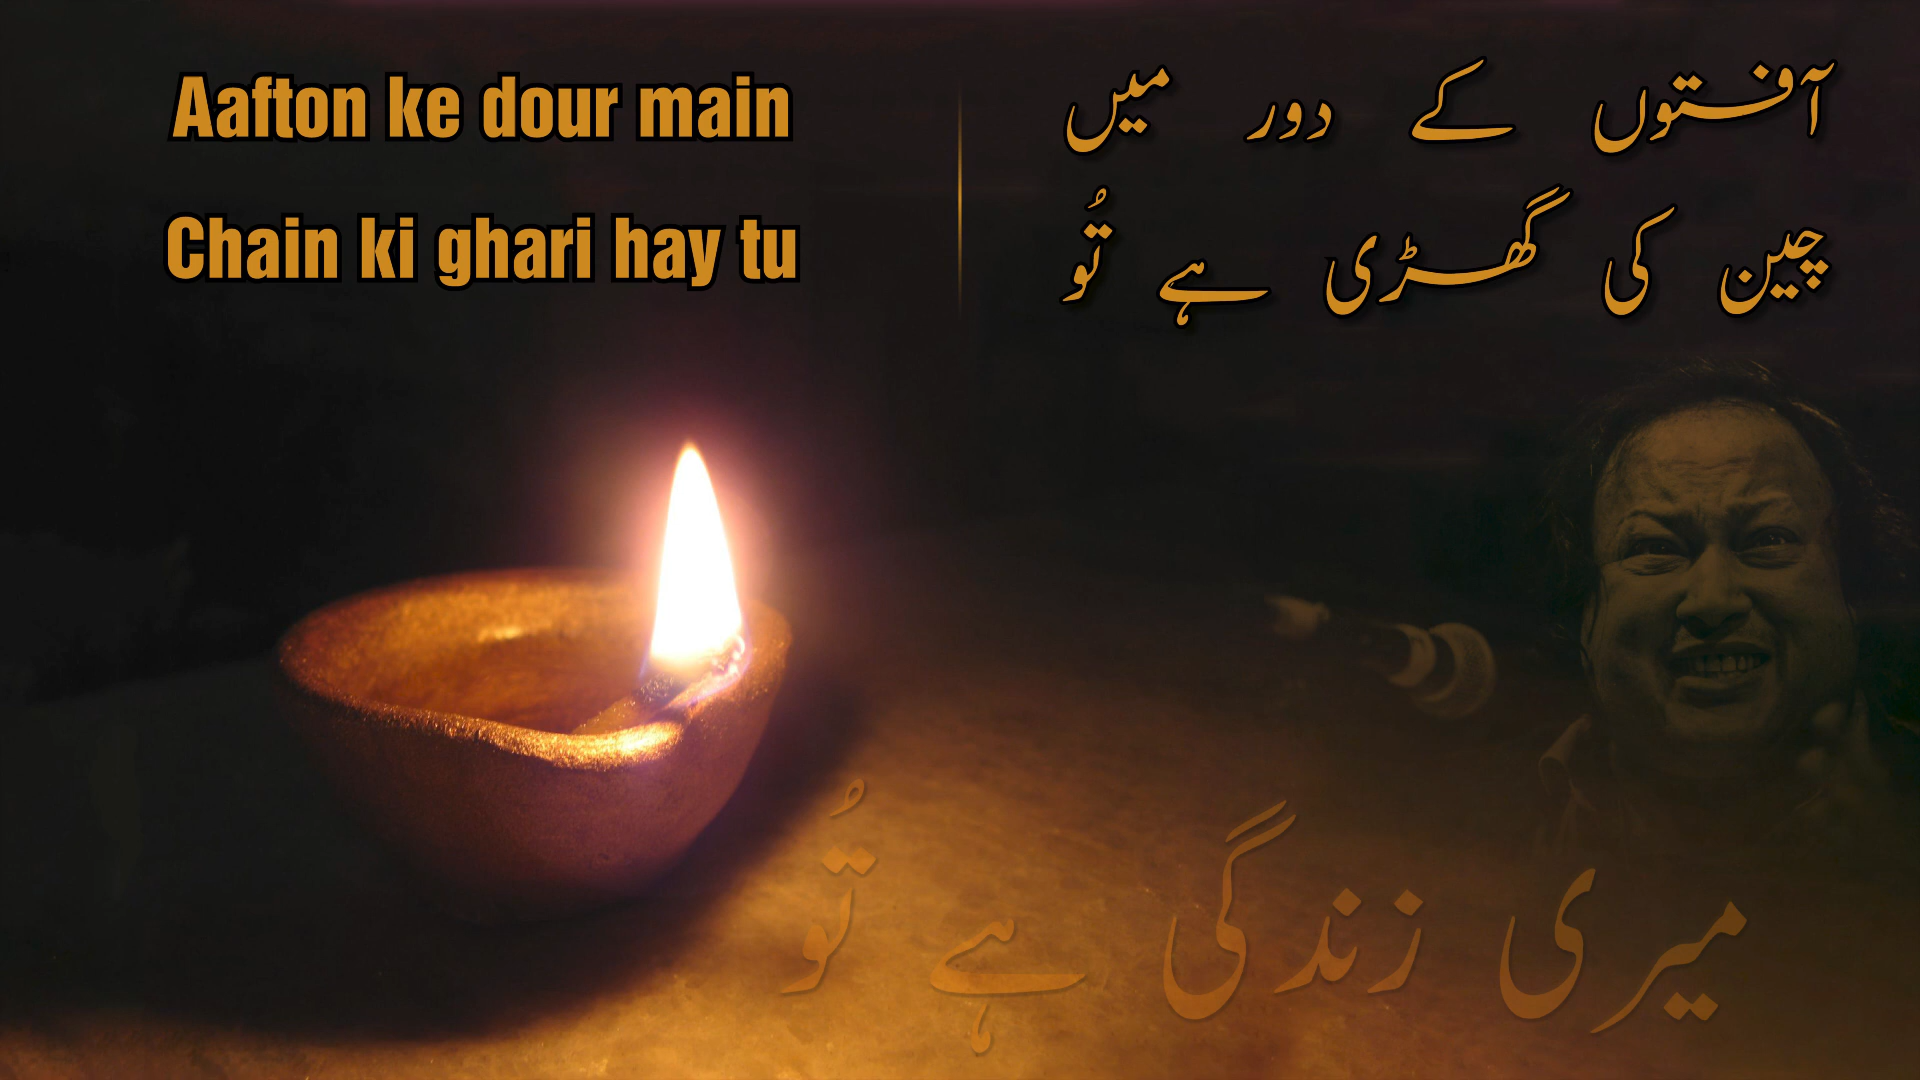 Aafton ke dour main
Chain ki ghari hay tu
آفتوں کے دور میں
چین کی گھڑی ہے تُو
میری زندگی ہے تُو